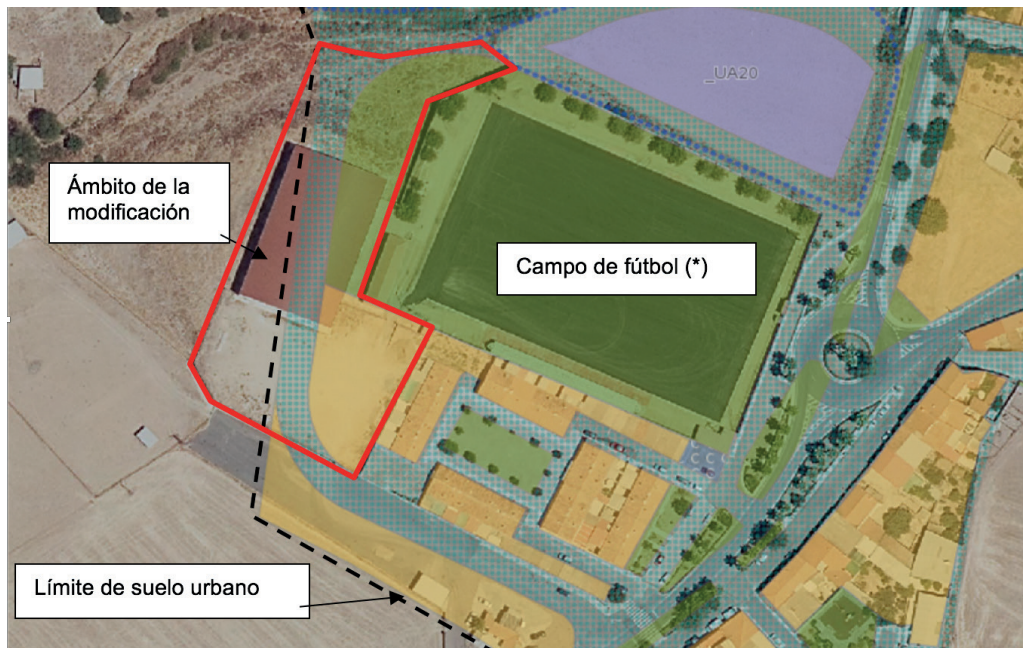 _UA20
Ámbito de la
modificación
Campo de fútbol (*)
Límite de suelo urbano